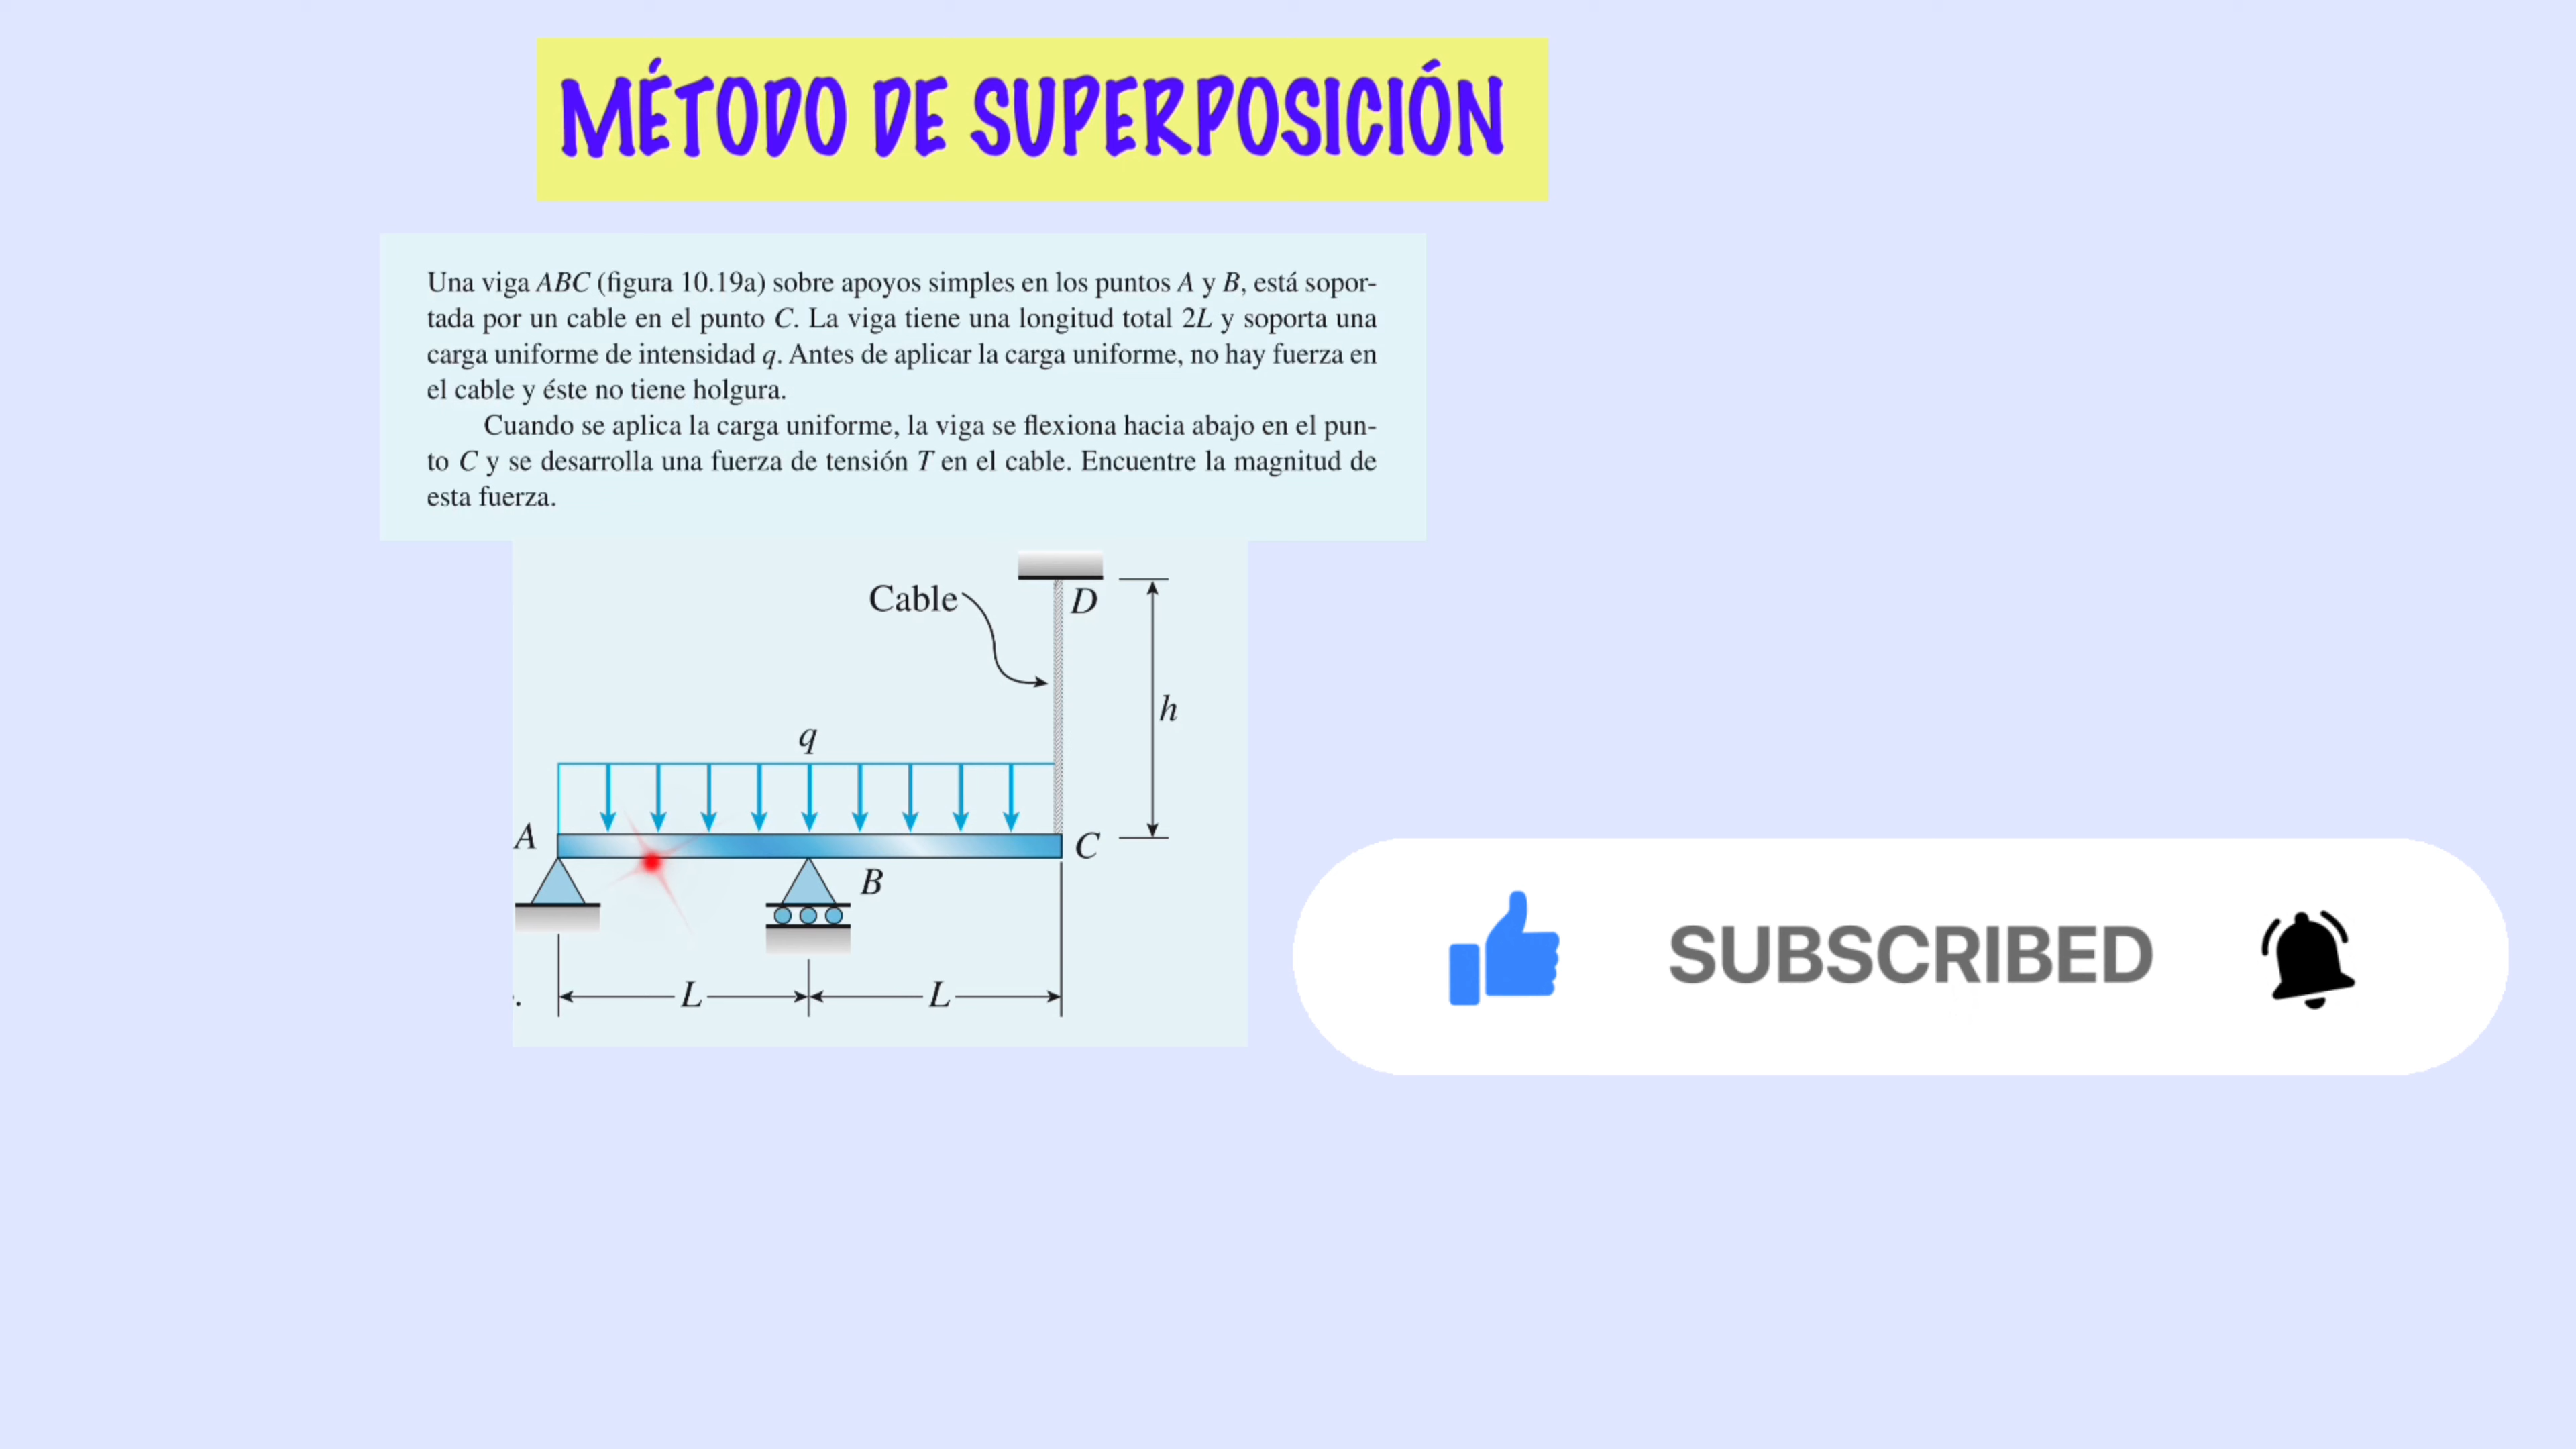 MÉTODO DE SUPERPOSICIÓN
Una viga ABC (figura 10.19a) sobre apoyos simples en los puntos A y B, está sopor-
tada por un cable en el punto C. La viga tiene una longitud total 2L y soporta una
carga uniforme de intensidad q. Antes de aplicar la carga uniforme, no hay fuerza en
el cable y éste no tiene holgura.
Cuando se aplica la carga uniforme, la viga se flexiona hacia abajo en el pun-
to C y se desarrolla una fuerza de tensión T en el cable. Encuentre la magnitud de
esta fuerza.
Cable
D
h
q
A
C
B
L
L
SUBSCRIBED